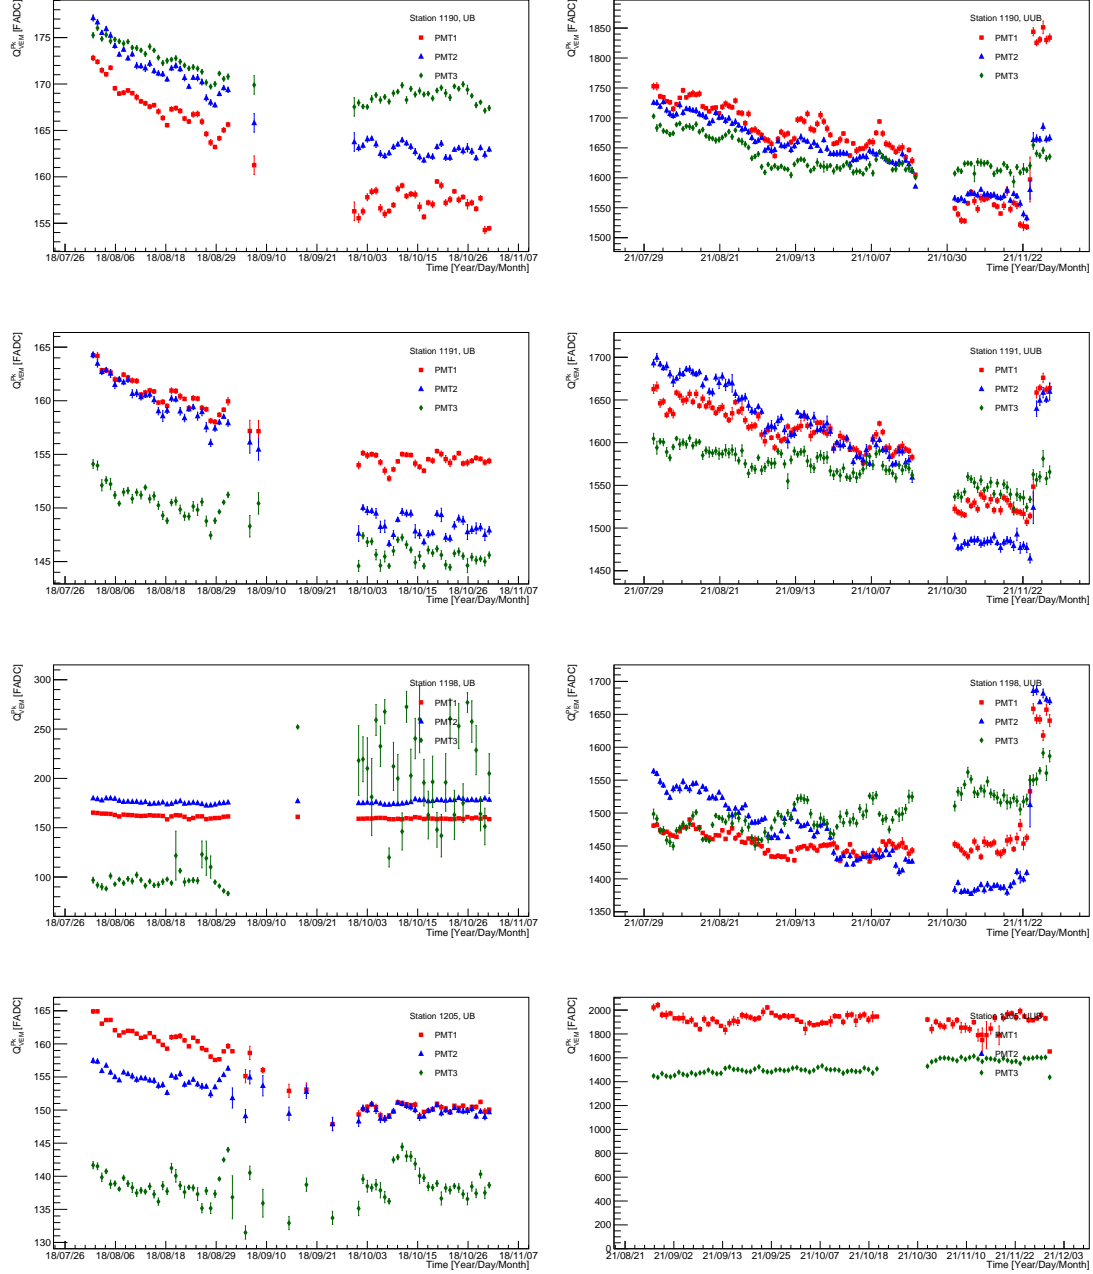 Q^Pk_VEM [FADC]
Station 1190, UB
PMT1
PMT2
PMT3
175
170
165
160
155
18/07/26 18/08/06 18/08/18 18/08/29 18/09/10 18/09/21 18/10/03 18/10/15 18/10/26 18/11/07
Time [Year/Day/Month]
Q^Pk_VEM [FADC]
Station 1190, UUB
PMT1
PMT2
PMT3
1850
1800
1750
1700
1650
1600
1550
1500
21/07/29 21/08/21 21/09/13 21/10/07 21/10/30 21/11/22
Time [Year/Day/Month]
Q^Pk_VEM [FADC]
Station 1191, UB
PMT1
PMT2
PMT3
165
160
155
150
145
18/07/26 18/08/06 18/08/18 18/08/29 18/09/10 18/09/21 18/10/03 18/10/15 18/10/26 18/11/07
Time [Year/Day/Month]
Q^Pk_VEM [FADC]
Station 1191, UUB
PMT1
PMT2
PMT3
1700
1650
1600
1550
1500
1450
21/07/29 21/08/21 21/09/13 21/10/07 21/10/30 21/11/22
Time [Year/Day/Month]
Q^Pk_VEM [FADC]
Station 1198, UB
PMT1
PMT2
PMT3
300
250
200
150
100
18/07/26 18/08/06 18/08/18 18/08/29 18/09/10 18/09/21 18/10/03 18/10/15 18/10/26 18/11/07
Time [Year/Day/Month]
Q^Pk_VEM [FADC]
Station 1198, UUB
PMT1
PMT2
PMT3
1700
1650
1600
1550
1500
1450
1400
1350
21/07/29 21/08/21 21/09/13 21/10/07 21/10/30 21/11/22
Time [Year/Day/Month]
Q^Pk_VEM [FADC]
Station 1205, UB
PMT1
PMT2
PMT3
165
160
155
150
145
140
135
130
18/07/26 18/08/06 18/08/18 18/08/29 18/09/10 18/09/21 18/10/03 18/10/15 18/10/26 18/11/07
Time [Year/Day/Month]
Q^Pk_VEM [FADC]
Station 1205, UUB
PMT1
PMT2
PMT3
2000
1800
1600
1400
1200
1000
800
600
400
200
0
21/08/21 21/09/02 21/09/13 21/09/25 21/10/07 21/10/18 21/10/30 21/11/10 21/11/22 21/12/03
Time [Year/Day/Month]